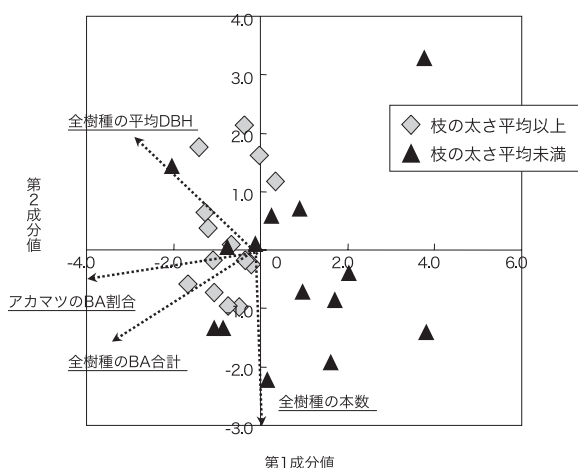 4.0
3.0
2.0
1.0
0
-1.0
-2.0
-3.0
-4.0
-2.0
2.0
4.0
6.0
全樹種の平均DBH
枝の太さ平均以上
枝の太さ平均未満
第2成分値
アカマツのBA割合
全樹種のBA合計
全樹種の本数
第1成分値